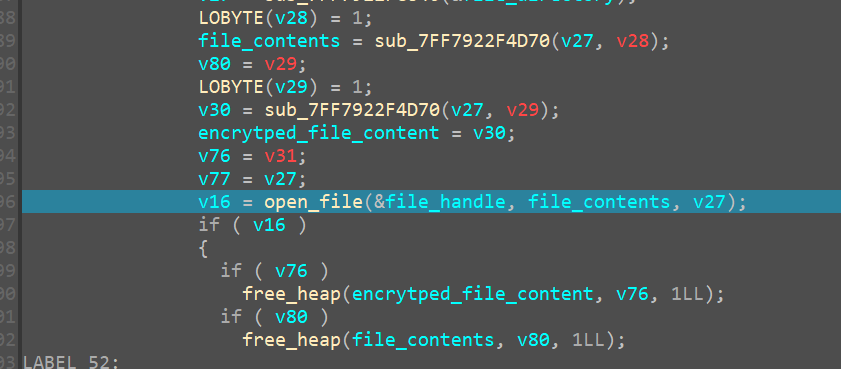 88 LOBYTE(v28) = 1;
89 file_contents = sub_7FF7922F4D70(v27, v28);
90 v80 = v29;
91 LOBYTE(v29) = 1;
92 v30 = sub_7FF7922F4D70(v27, v29);
93 encrytped_file_content = v30;
94 v76 = v31;
95 v77 = v27;
96 v16 = open_file(&file_handle, file_contents, v27);
97 if ( v16 )
98 {
99 if ( v76 )
00 free_heap(encrytped_file_content, v76, 1LL);
01 if ( v80 )
02 free_heap(file_contents, v80, 1LL);
03 LABEL_52: